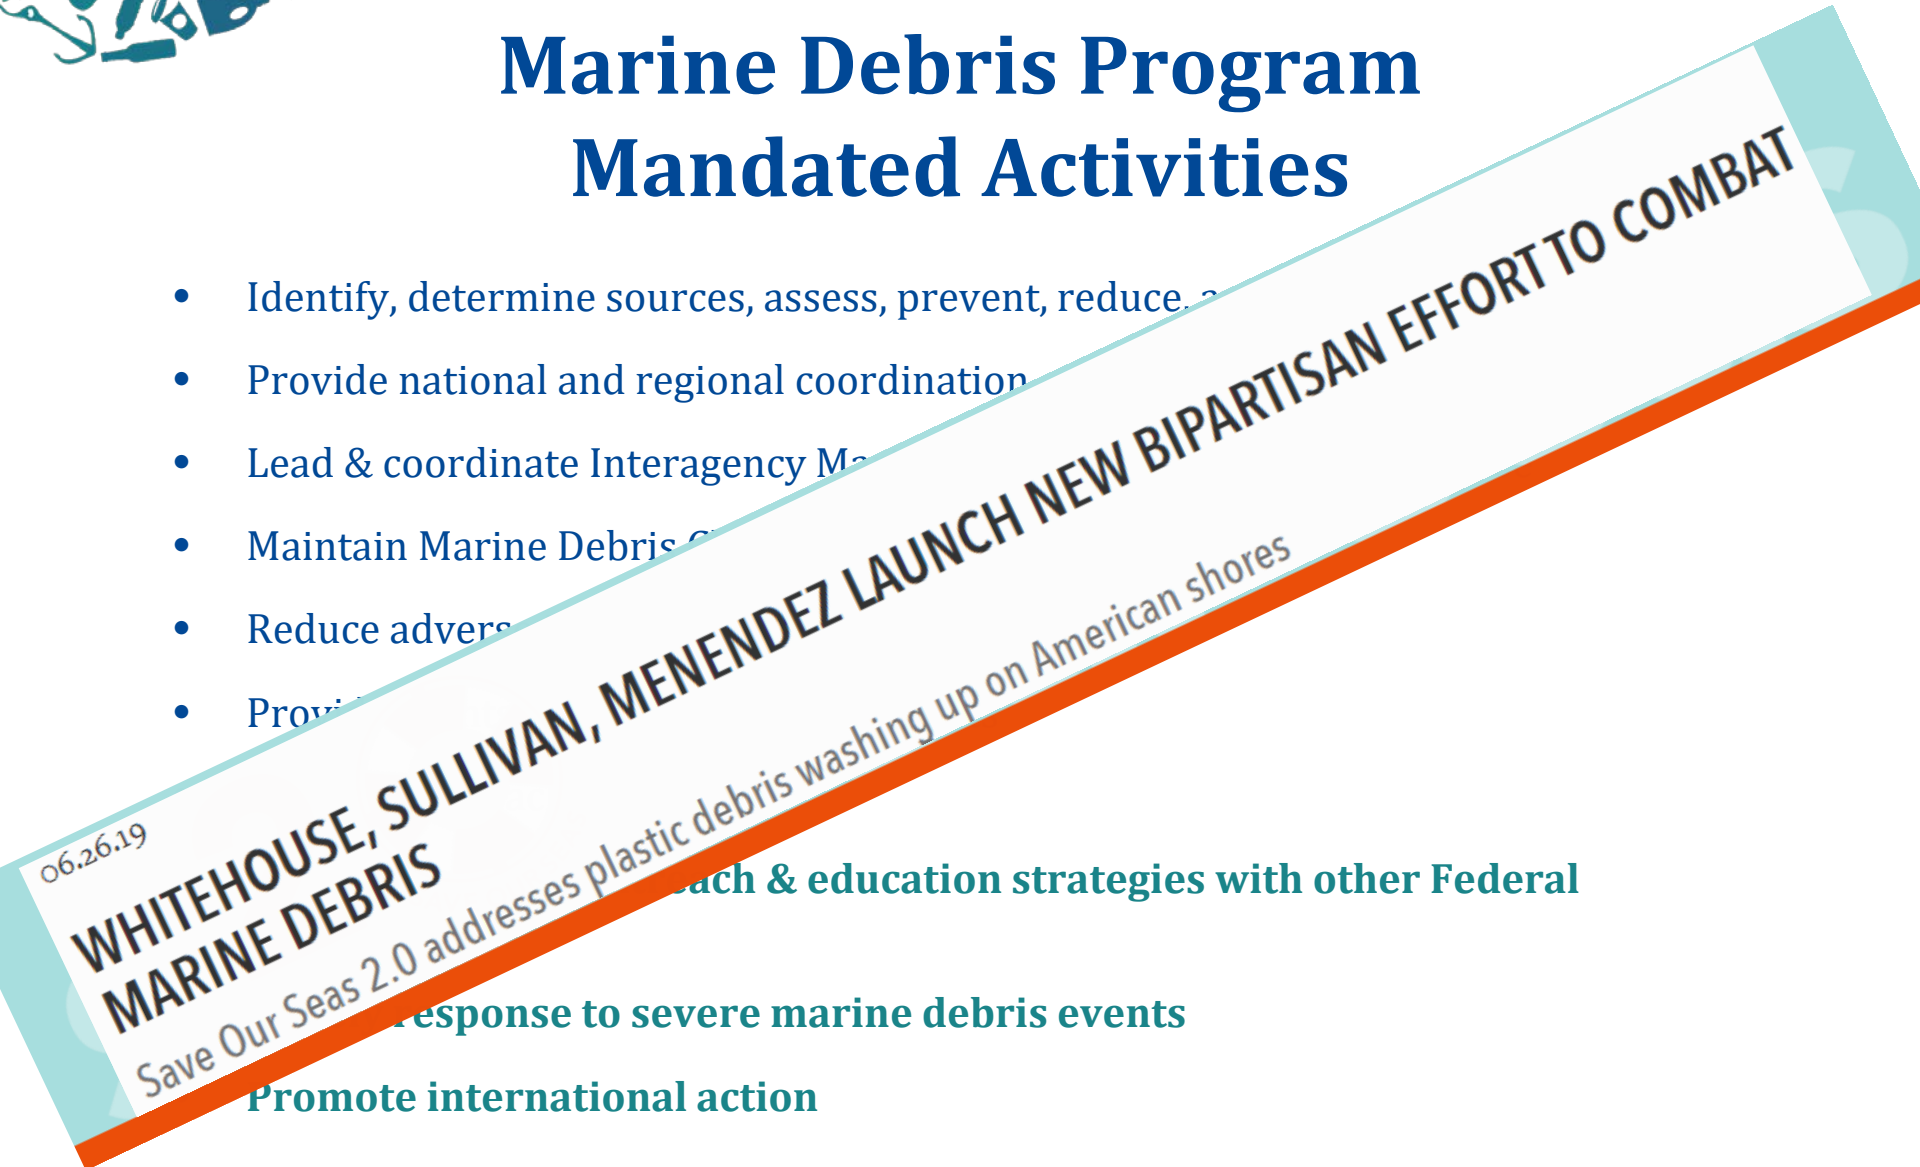 Marine Debris Program
Mandated Activities
• Identify, determine sources, assess, prevent, reduce,
• Provide national and regional coordination
• Lead & coordinate Interagency
• Maintain Marine Debris
• Reduce
•
06.26.19
WHITEHOUSE, SULLIVAN, MENENDEZ LAUNCH NEW BIPARTISAN EFFORT TO COMBAT
MARINE DEBRIS
Save Our Seas 2.0 addresses plastic debris washing up on American shores
& education strategies with other Federal
response to severe marine debris events
Promote international action